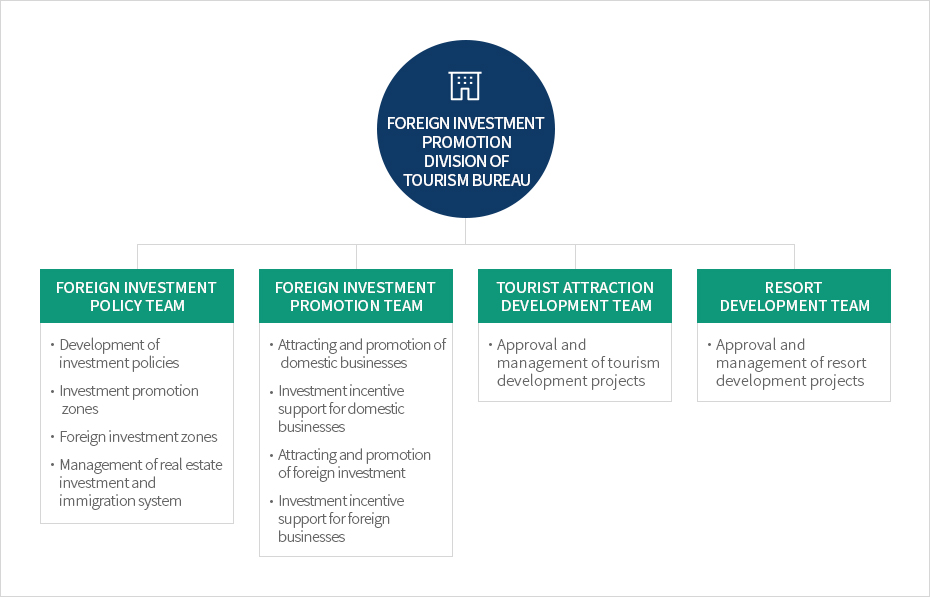 FOREIGN INVESTMENT
PROMOTION
DIVISION OF
TOURISM BUREAU
FOREIGN INVESTMENT
POLICY TEAM
• Development of
investment policies
• Investment promotion
zones
• Foreign investment zones
• Management of real estate
investment and
immigration system
FOREIGN INVESTMENT
PROMOTION TEAM
• Attracting and promotion of
domestic businesses
• Investment incentive
support for domestic
businesses
• Attracting and promotion
of foreign investment
• Investment incentive
support for foreign
businesses
TOURIST ATTRACTION
DEVELOPMENT TEAM
• Approval and
management of tourism
development projects
RESORT
DEVELOPMENT TEAM
• Approval and
management of resort
development projects